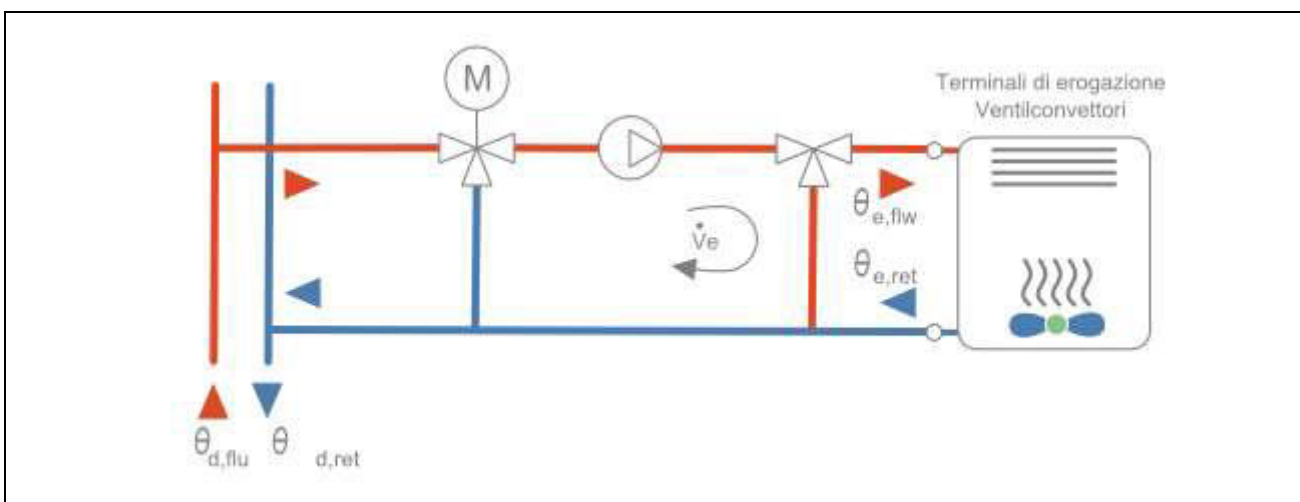 M
Terminali di erogazione
Ventilconvettori
θe,flw
V̇e
θe,ret
θd,flu θ d,ret